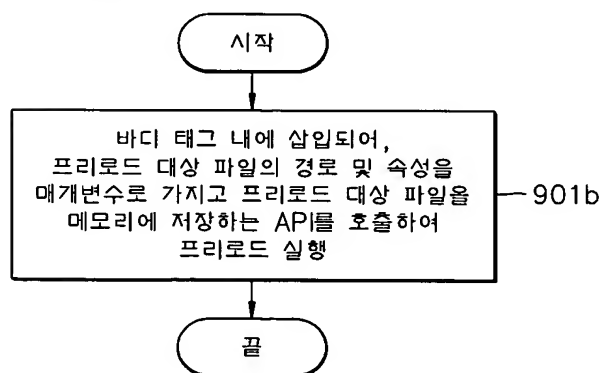 시작
바디 태그 내에 삽입되어,
프리로드 대상 파일의 경로 및 속성을
매개변수로 가지고 프리로드 대상 파일을
메모리에 저장하는 API를 호출하여
프리로드 실행
901b
끝